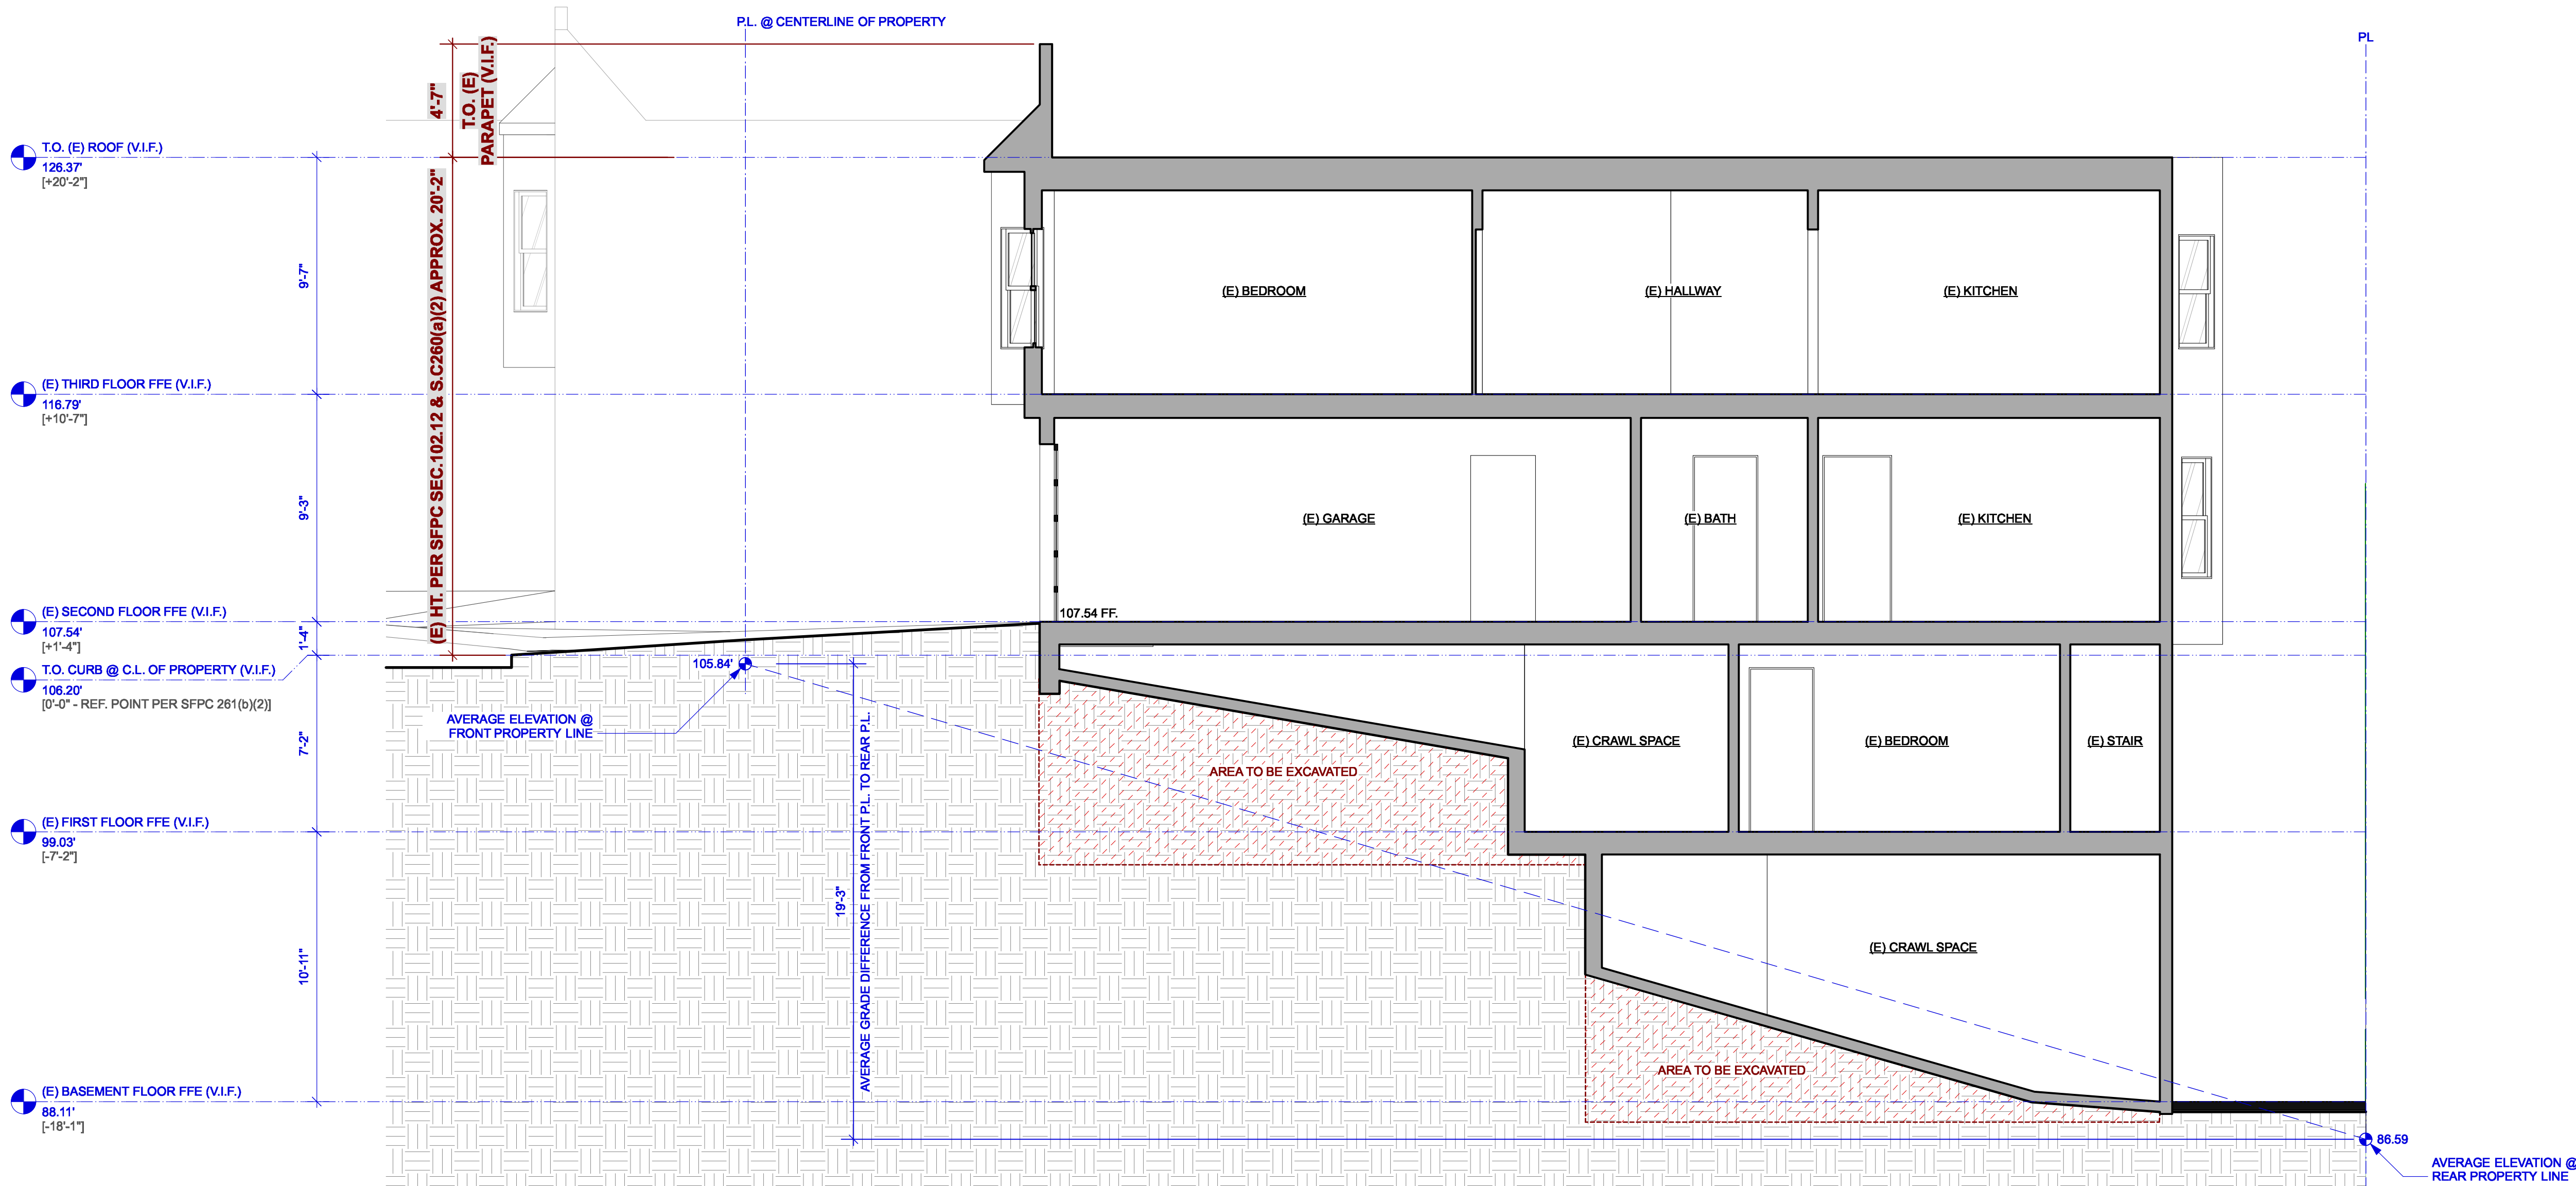 P.L. @ CENTERLINE OF PROPERTY
PL
4'-7"
T.O. (E)
PARAPET (V.I.F.)
T.O. (E) ROOF (V.I.F.)
126.37'
[+20'-2"]
(E) HT. PER SFPC SEC.102.12 & S.C260(a)(2) APPROX. 20'-2"
9'-7"
(E) BEDROOM
(E) HALLWAY
(E) KITCHEN
(E) THIRD FLOOR FFE (V.I.F.)
116.79'
[+10'-7"]
9'-3"
(E) GARAGE
(E) BATH
(E) KITCHEN
(E) SECOND FLOOR FFE (V.I.F.)
107.54'
[+1'-4"]
1'-4"
107.54 FF.
T.O. CURB @ C.L. OF PROPERTY (V.I.F.)
106.20'
[0'-0" - REF. POINT PER SFPC 261(b)(2)]
105.84'
AVERAGE ELEVATION @
FRONT PROPERTY LINE
7'-2"
(E) CRAWL SPACE
(E) BEDROOM
(E) STAIR
AREA TO BE EXCAVATED
(E) FIRST FLOOR FFE (V.I.F.)
99.03'
[-7'-2"]
19'-3"
AVERAGE GRADE DIFFERENCE FROM FRONT P.L. TO REAR P.L.
10'-11"
(E) CRAWL SPACE
AREA TO BE EXCAVATED
(E) BASEMENT FLOOR FFE (V.I.F.)
88.11'
[-18'-1"]
86.59
AVERAGE ELEVATION @
REAR PROPERTY LINE